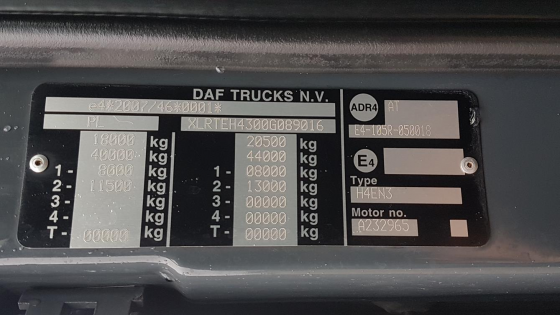 DAF TRUCKS N.V.
e4*2007/46*0001*
PL XLRTEH4300G089016
18000 kg 20500 kg
40000 kg 44000 kg
1- 8000 kg 1- 08000 kg
2- 11500 kg 2- 13000 kg
3- kg 3- 00000 kg
4- kg 4- 00000 kg
T- 00000 kg T- 00000 kg
ADR4 AT
E4-105R-050018
E4
Type
H4EN3
Motor no.
A232965